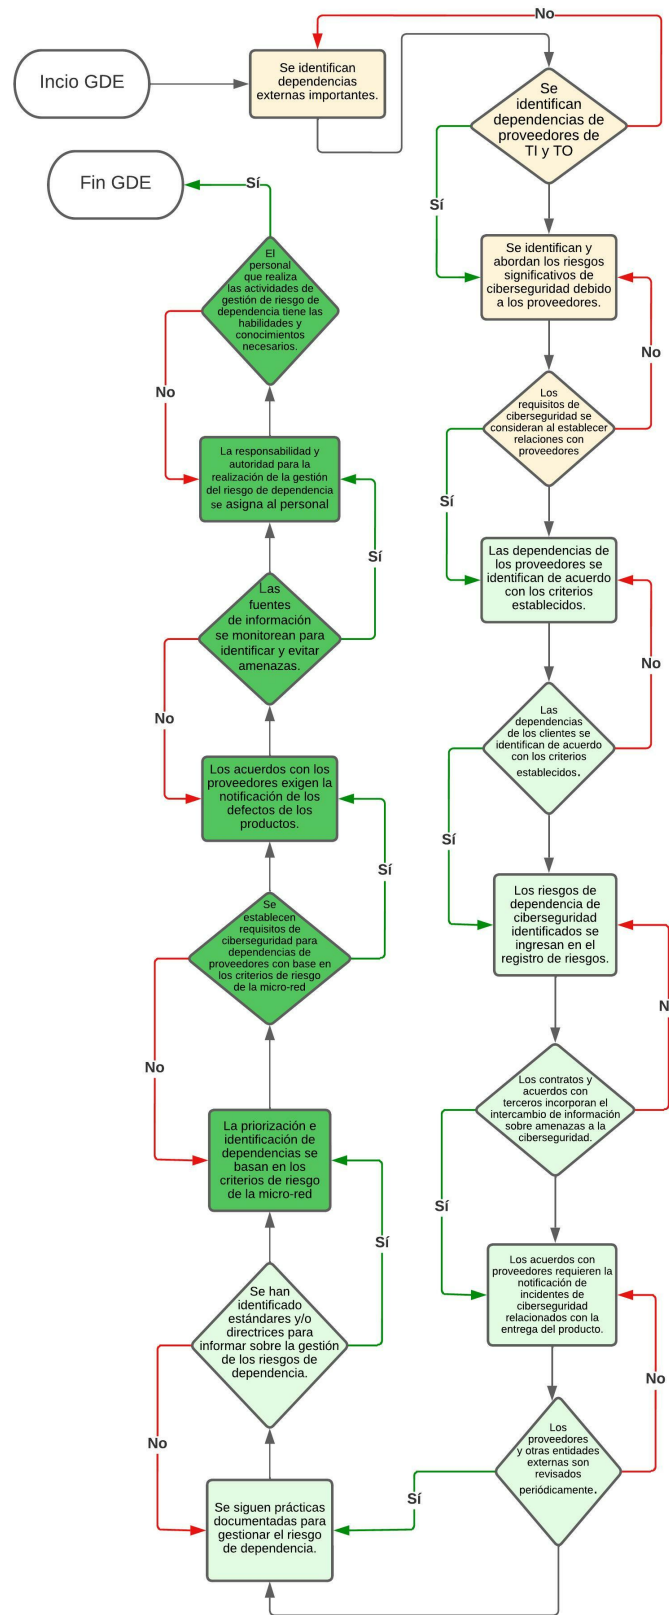 Incio GDE
Se identifican
dependencias
externas importantes.
No
Se
identifican
dependencias de
proveedores de
TI y TO
Sí
Se identifican y
abordan los riesgos
significativos de
ciberseguridad debido
a los proveedores.
No
Los
requisitos de
ciberseguridad se
consideran al establecer
relaciones con
proveedores
Sí
Las dependencias de
los proveedores se
identifican de acuerdo
con los criterios
establecidos.
No
Las
dependencias
de los clientes se
identifican de acuerdo
con los criterios
establecidos.
Sí
Los riesgos de
dependencia de
ciberseguridad
identificados se
ingresan en el
registro de riesgos.
N
Los contratos y
acuerdos con
terceros incorporan el
intercambio de información
sobre amenazas a la
ciberseguridad.
Sí
Los acuerdos con
proveedores requieren la
notificación de
incidentes de
ciberseguridad
relacionados con la
entrega del producto.
No
Los
proveedores
y otras entidades
externas son
revisados
periódicamente.
Sí
Se siguen prácticas
documentadas para
gestionar el riesgo
de dependencia.
No
Se han
identificado
estándares y/o
directrices para
informar sobre la gestión
de los riesgos de
dependencia.
Sí
La priorización e
identificación de
dependencias se
basan en los
criterios de riesgo
de la micro-red
No
Se
establecen
requisitos de
ciberseguridad para
dependencias de
proveedores con base en
los criterios de riesgo
de la micro-red
Sí
Los acuerdos con los
proveedores exigen la
notificación de los
defectos de los
productos.
No
Las
fuentes
de información
se monitorean para
identificar y evitar
amenazas.
Sí
La responsabilidad y
autoridad para la
realización de la gestión
del riesgo de dependencia
se asigna al personal
No
El
personal
que realiza
las actividades de
gestión de riesgo de
dependencia tiene las
habilidades y
conocimientos
necesarios.
Sí
Fin GDE